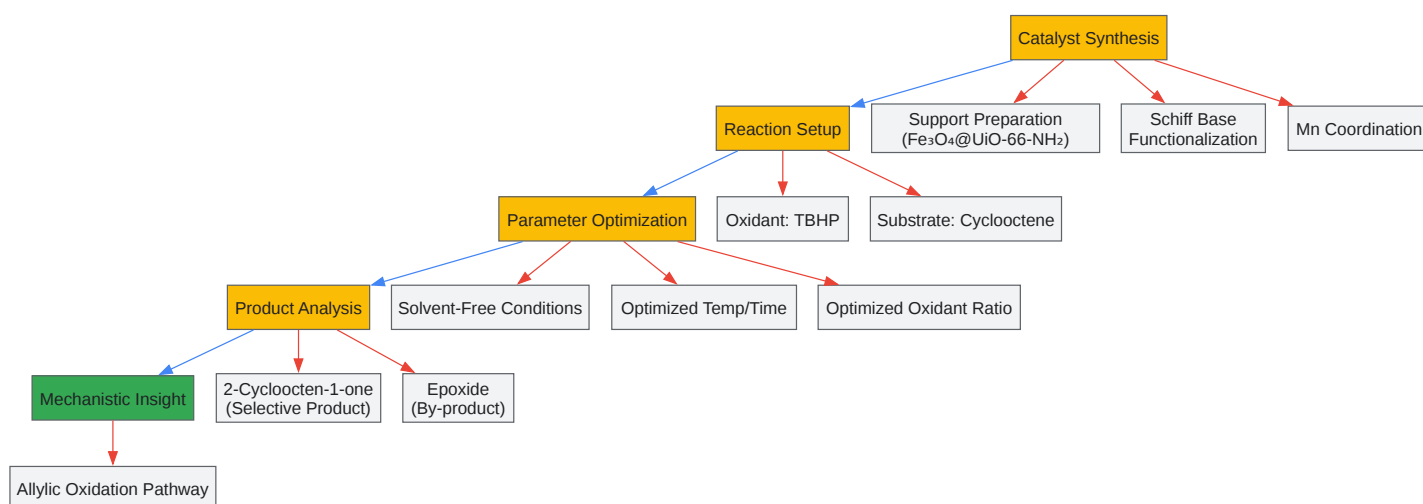 Catalyst Synthesis
Reaction Setup
Support Preparation
(Fe₃O₄@UiO-66-NH₂)
Schiff Base
Functionalization
Mn Coordination
Parameter Optimization
Oxidant: TBHP
Substrate: Cyclooctene
Product Analysis
Solvent-Free Conditions
Optimized Temp/Time
Optimized Oxidant Ratio
Mechanistic Insight
2-Cycloocten-1-one
(Selective Product)
Epoxide
(By-product)
Allylic Oxidation Pathway